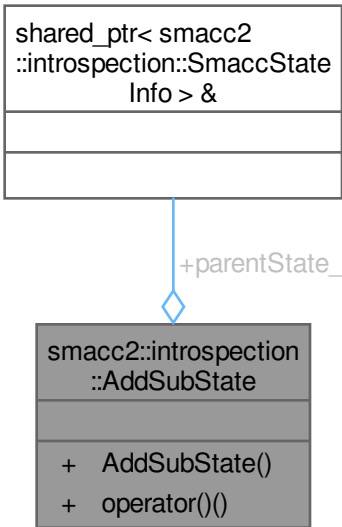 shared_ptr< smacc2
::introspection::SmaccState
Info > &
+parentState_
smacc2::introspection
::AddSubState
+ AddSubState()
+ operator()()